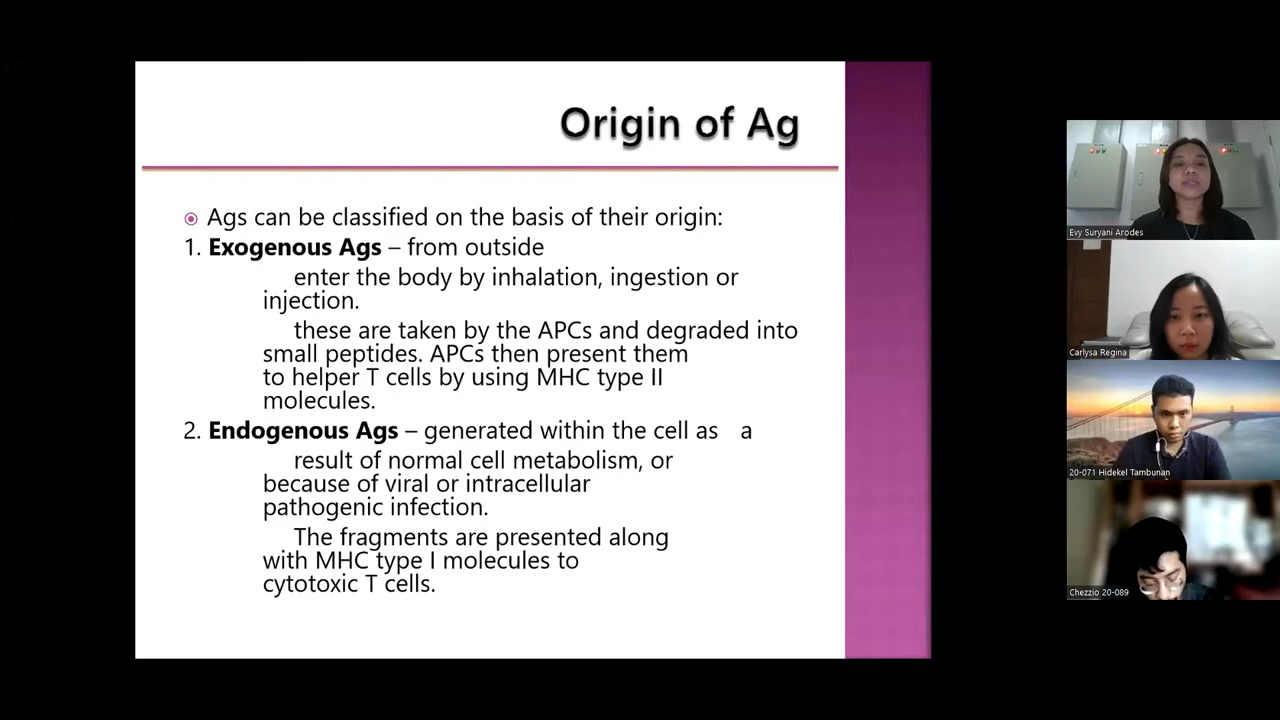 Origin of Ag
Ags can be classified on the basis of their origin:
1. Exogenous Ags – from outside
enter the body by inhalation, ingestion or
injection.
these are taken by the APCs and degraded into
small peptides. APCs then present them
to helper T cells by using MHC type II
molecules.
2. Endogenous Ags – generated within the cell as a
result of normal cell metabolism, or
because of viral or intracellular
pathogenic infection.
The fragments are presented along
with MHC type I molecules to
cytotoxic T cells.
Evy Suryani Arodes
Carlysa Regina
20-071 Hidekel Tambunan
Chezzio 20-089